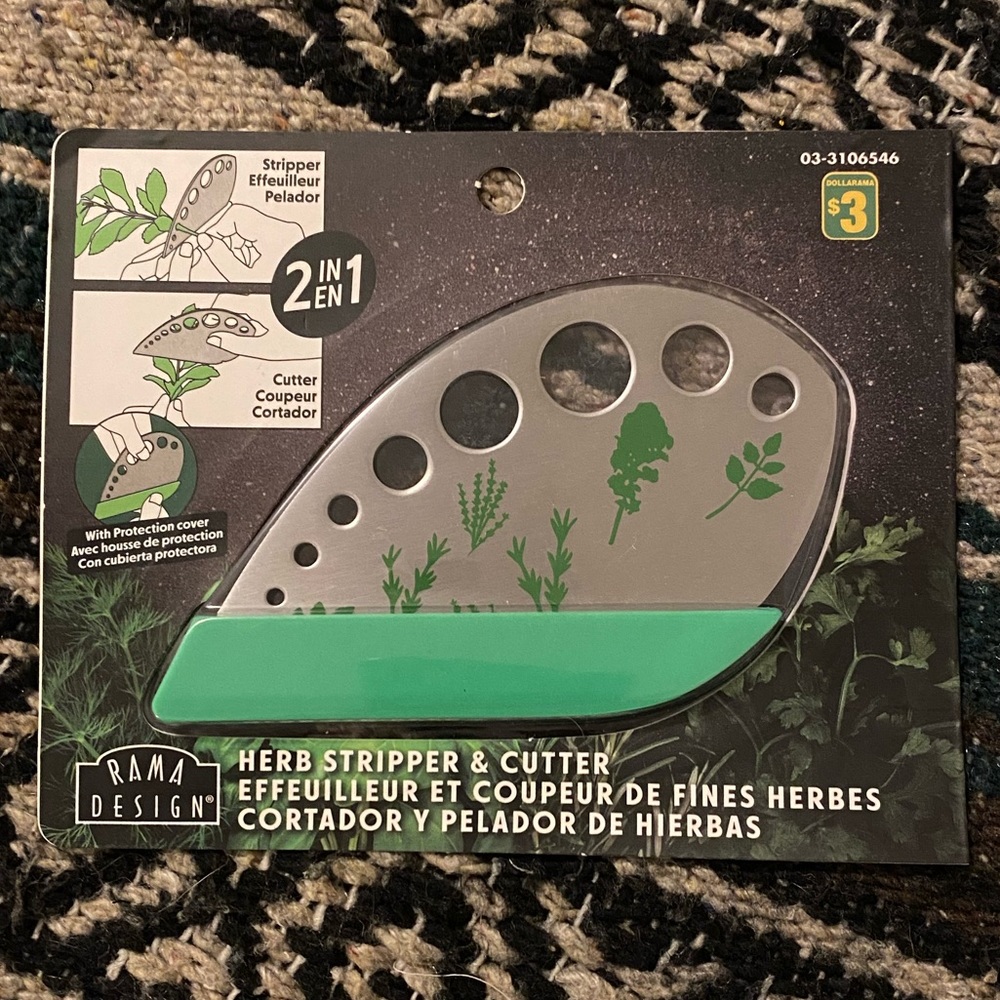 Stripper
Effeuilleur
Pelador
2 IN EN 1
Cutter
Coupeur
Cortador
With Protection cover
Avec housse de protection
Con cubierta protectora
03-3106546
DOLLARAMA
$3
RAMA
DESIGN®
HERB STRIPPER & CUTTER
EFFEUILLEUR ET COUPEUR DE FINES HERBES
CORTADOR Y PELADOR DE HIERBAS